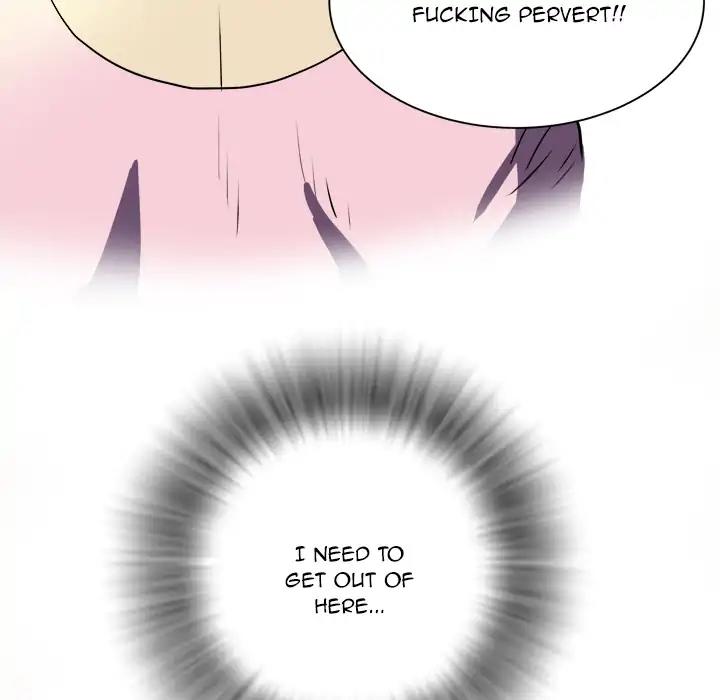 FUCKING PERVERT!!
I NEED TO
GET OUT OF
HERE...